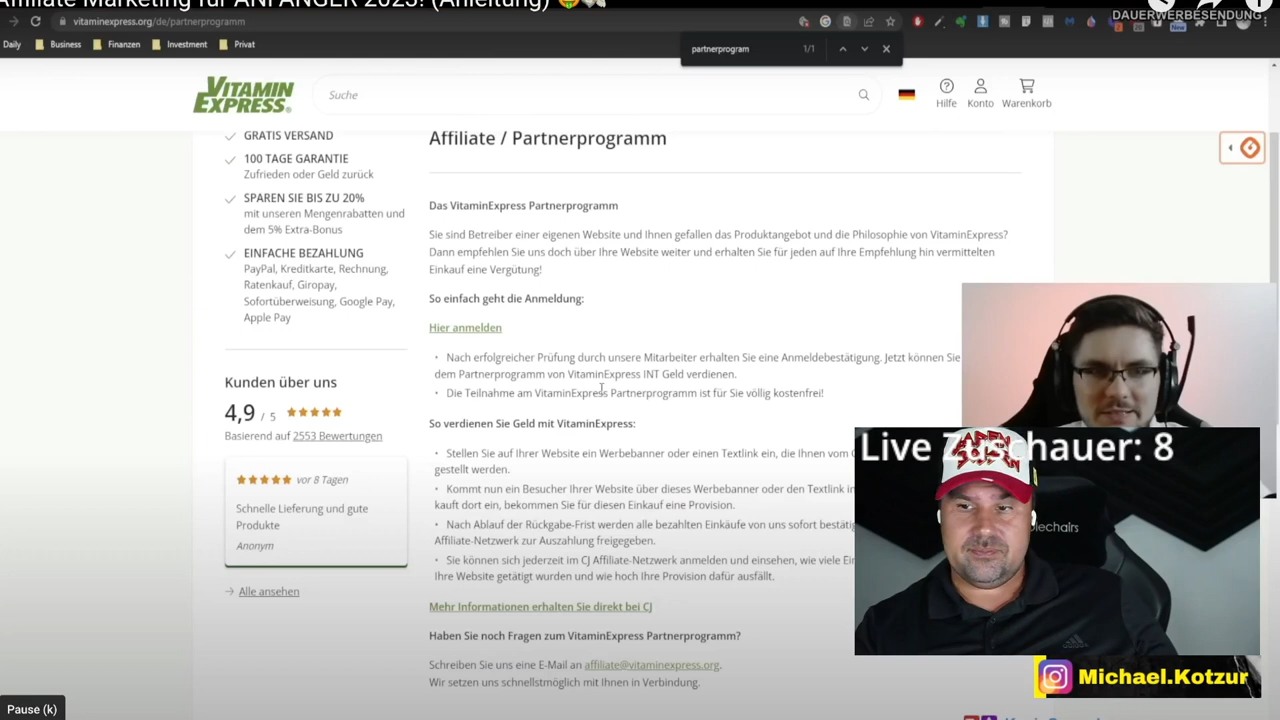 Affiliate Marketing für ANFÄNGER 2023! (Anleitung)
DAUERWERBESENDUNG
vitaminexpress.org/de/partnerprogramm
Daily
Business
Finanzen
Investment
Privat
partnerprogram
1/1
VITAMIN
EXPRESS
Suche
Hilfe
Konto
Warenkorb
GRATIS VERSAND
100 TAGE GARANTIE
Zufrieden oder Geld zurück
SPAREN SIE BIS ZU 20%
mit unseren Mengenrabatten und
dem 5% Extra-Bonus
EINFACHE BEZAHLUNG
PayPal, Kreditkarte, Rechnung,
Ratenkauf, Giropay,
Sofortüberweisung, Google Pay,
Apple Pay
Kunden über uns
4,9 / 5
Basierend auf 2553 Bewertungen
vor 8 Tagen
Schnelle Lieferung und gute
Produkte
Anonym
Alle ansehen
Affiliate / Partnerprogramm
Das VitaminExpress Partnerprogramm
Sie sind Betreiber einer eigenen Website und Ihnen gefallen das Produktangebot und die Philosophie von VitaminExpress?
Dann empfehlen Sie uns doch über Ihre Website weiter und erhalten Sie für jeden auf Ihre Empfehlung hin vermittelten
Einkauf eine Vergütung!
So einfach geht die Anmeldung:
Hier anmelden
• Nach erfolgreicher Prüfung durch unsere Mitarbeiter erhalten Sie eine Anmeldebestätigung. Jetzt können Sie
dem Partnerprogramm von VitaminExpress INT Geld verdienen.
• Die Teilnahme am VitaminExpress Partnerprogramm ist für Sie völlig kostenfrei!
So verdienen Sie Geld mit VitaminExpress:
• Stellen Sie auf Ihrer Website ein Werbebanner oder einen Textlink ein, die Ihnen vom
gestellt werden.
• Kommt nun ein Besucher Ihrer Website über dieses Werbebanner oder den Textlink in
kauft dort ein, bekommen Sie für diesen Einkauf eine Provision.
• Nach Ablauf der Rückgabe-Frist werden alle bezahlten Einkäufe von uns sofort
Affiliate-Netzwerk zur Auszahlung freigegeben.
• Sie können sich jederzeit im CJ Affiliate-Netzwerk anmelden und einsehen, wie viele
Ihre Website getätigt wurden und wie hoch Ihre Provision dafür ausfällt.
Mehr Informationen erhalten Sie direkt bei CJ
Haben Sie noch Fragen zum VitaminExpress Partnerprogramm?
Schreiben Sie uns eine E-Mail an affiliate@vitaminexpress.org.
Wir setzen uns schnellstmöglich mit Ihnen in Verbindung.
Live Zuschauer: 8
Michael.Kotzur
Pause (k)